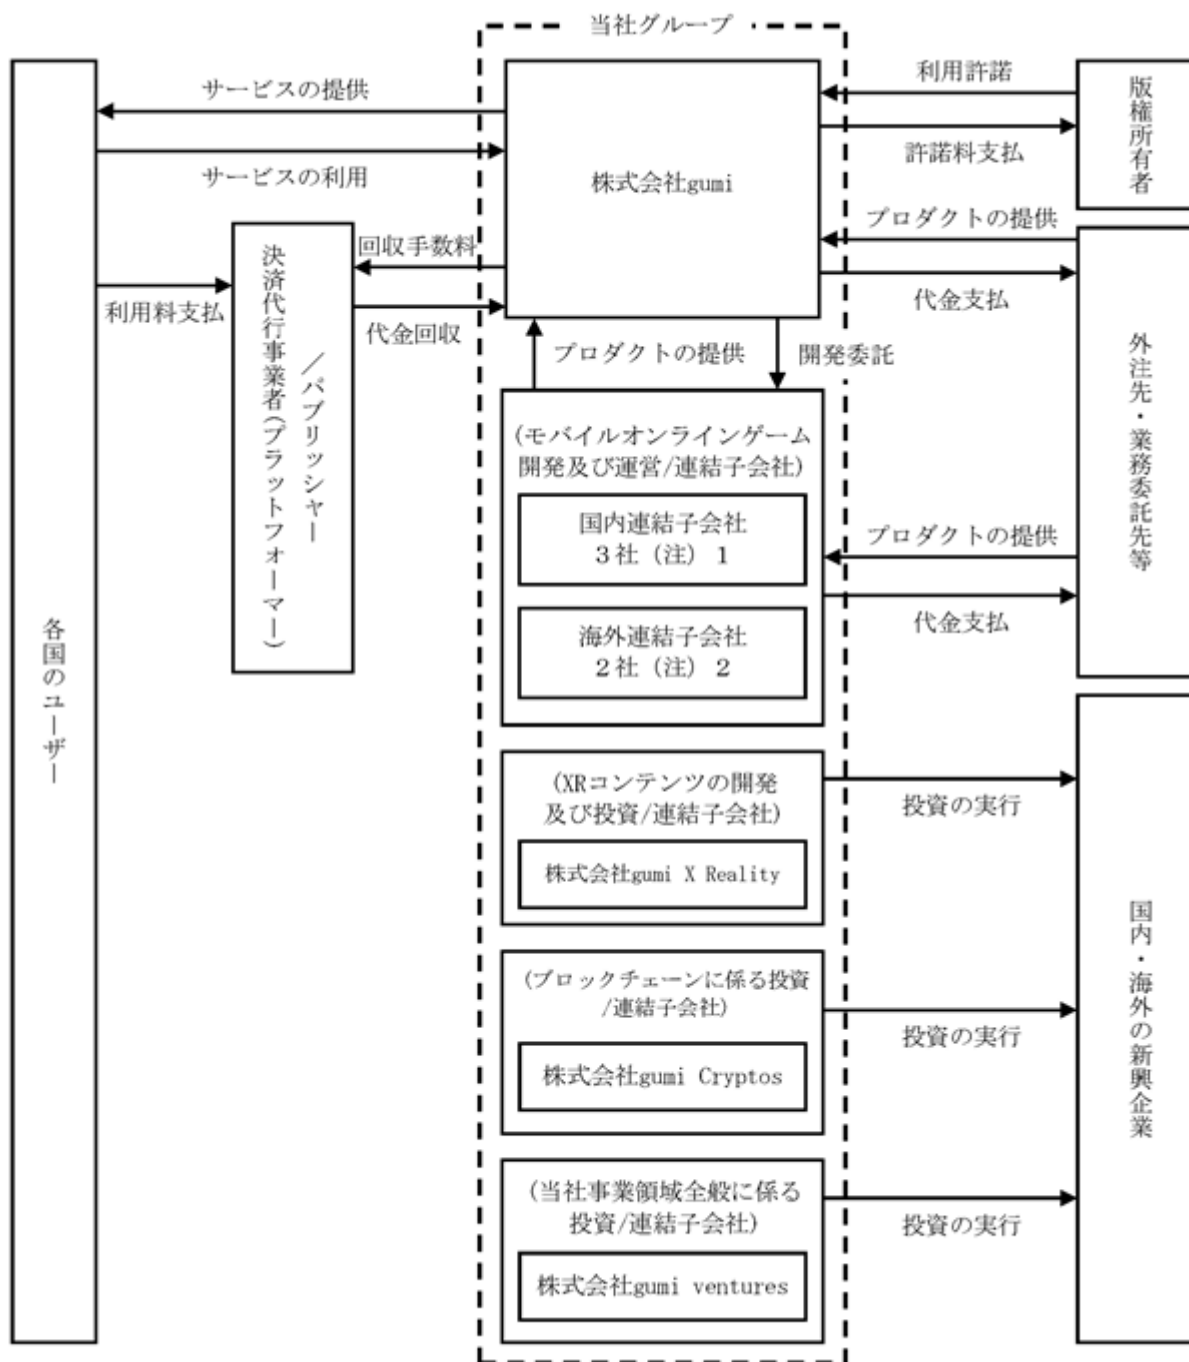 当社グループ
各国のユーザー
サービスの提供
サービスの利用
利用料支払
決済代行事業者(プラットフォーマー)
／パブリッシャー
回収手数料
代金回収
株式会社gumi
利用許諾
許諾料支払
版権所有者
プロダクトの提供
代金支払
外注先・業務委託先等
プロダクトの提供
開発委託
(モバイルオンラインゲーム
開発及び運営/連結子会社)
国内連結子会社
３社（注）１
海外連結子会社
２社（注）２
プロダクトの提供
代金支払
(XRコンテンツの開発
及び投資/連結子会社)
株式会社gumi X Reality
投資の実行
(ブロックチェーンに係る投資
/連結子会社)
株式会社gumi Cryptos
投資の実行
(当社事業領域全般に係る
投資/連結子会社)
株式会社gumi ventures
投資の実行
国内・海外の新興企業